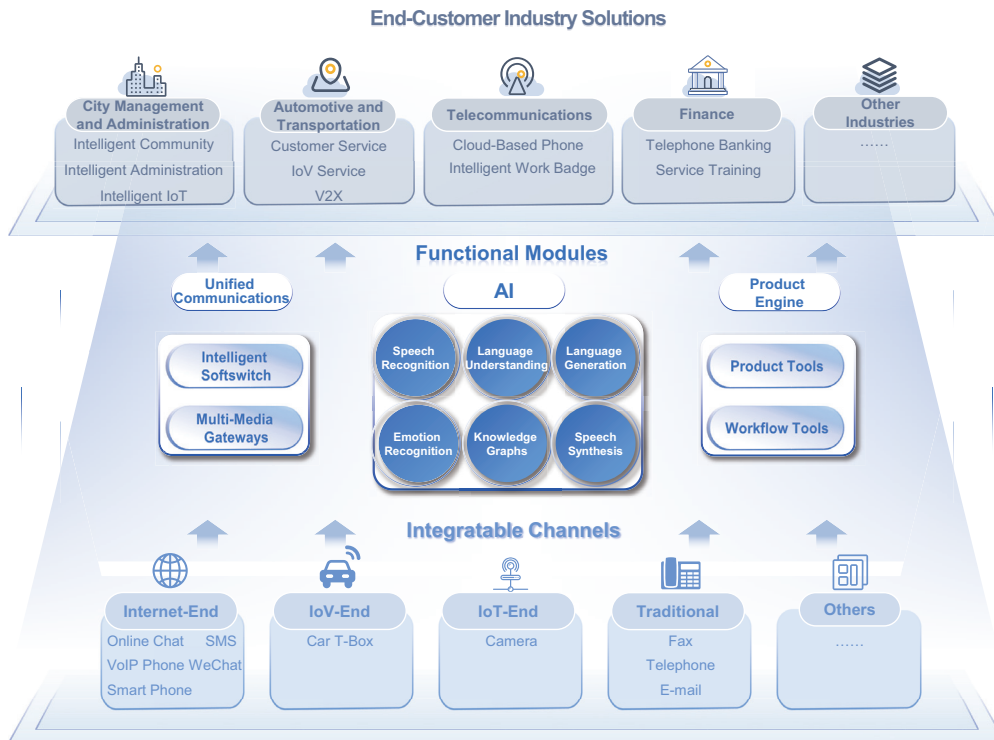 End-Customer Industry Solutions
City Management
and Administration
Intelligent Community
Intelligent Administration
Intelligent IoT
Automotive and
Transportation
Customer Service
IoV Service
V2X
Telecommunications
Cloud-Based Phone
Intelligent Work Badge
Finance
Telephone Banking
Service Training
Other
Industries
......
Functional Modules
Unified
Communications
Intelligent
Softswitch
Multi-Media
Gateways
AI
Speech
Recognition
Language
Understanding
Language
Generation
Emotion
Recognition
Knowledge
Graphs
Speech
Synthesis
Product
Engine
Product Tools
Workflow Tools
Integratable Channels
Internet-End
Online Chat SMS
VoIP Phone WeChat
Smart Phone
IoV-End
Car T-Box
IoT-End
Camera
Traditional
Fax
Telephone
E-mail
Others
......